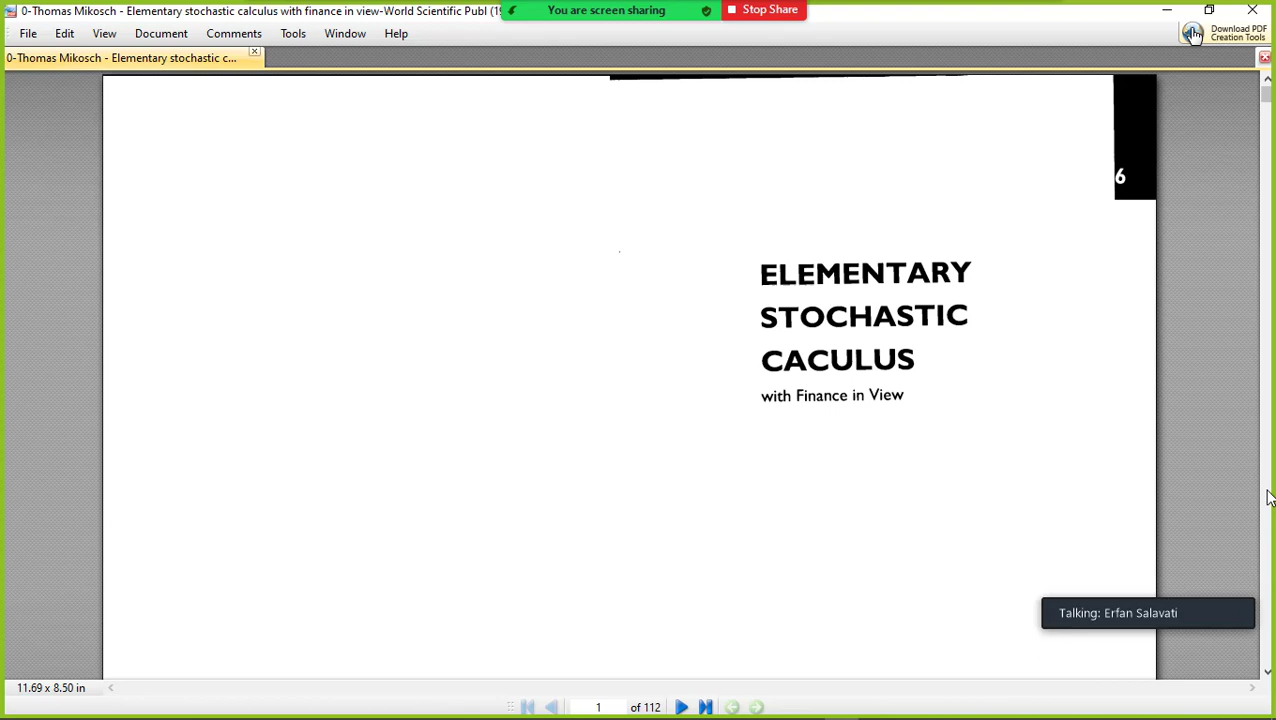 0-Thomas Mikosch - Elementary stochastic calculus with finance in view-World Scientific Publ (19
You are screen sharing
Stop Share
File Edit View Document Comments Tools Window Help
Download PDF
Creation Tools
0-Thomas Mikosch - Elementary stochastic c...
6
ELEMENTARY
STOCHASTIC
CACULUS
with Finance in View
Talking: Erfan Salavati
11.69 x 8.50 in
1 of 112